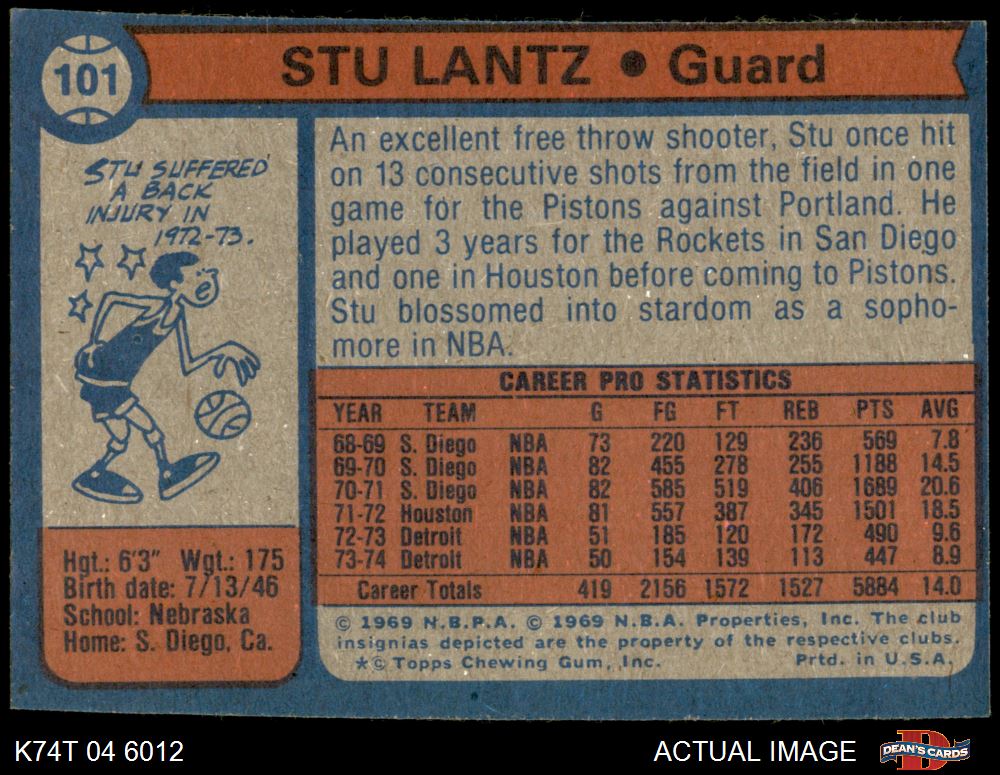 101
STU LANTZ • Guard
STU SUFFERED
A BACK
INJURY IN
1972-73.
An excellent free throw shooter, Stu once hit
on 13 consecutive shots from the field in one
game for the Pistons against Portland. He
played 3 years for the Rockets in San Diego
and one in Houston before coming to Pistons.
Stu blossomed into stardom as a sopho-
more in NBA.
CAREER PRO STATISTICS
YEAR TEAM G FG FT REB PTS AVG
68-69 S. Diego NBA 73 220 129 236 569 7.8
69-70 S. Diego NBA 82 455 278 255 1188 14.5
70-71 S. Diego NBA 82 585 519 406 1689 20.6
71-72 Houston NBA 81 557 387 345 1501 18.5
72-73 Detroit NBA 51 185 120 172 490 9.6
73-74 Detroit NBA 50 154 139 113 447 8.9
Career Totals 419 2156 1572 1527 5884 14.0
Hgt.: 6'3" Wgt.: 175
Birth date: 7/13/46
School: Nebraska
Home: S. Diego, Ca.
© 1969 N.B.P.A. © 1969 N.B.A. Properties, Inc. The club
insignias depicted are the property of the respective clubs.
*© Topps Chewing Gum, Inc. Prtd. in U.S.A.
K74T 04 6012 ACTUAL IMAGE D DEAN'S CARDS